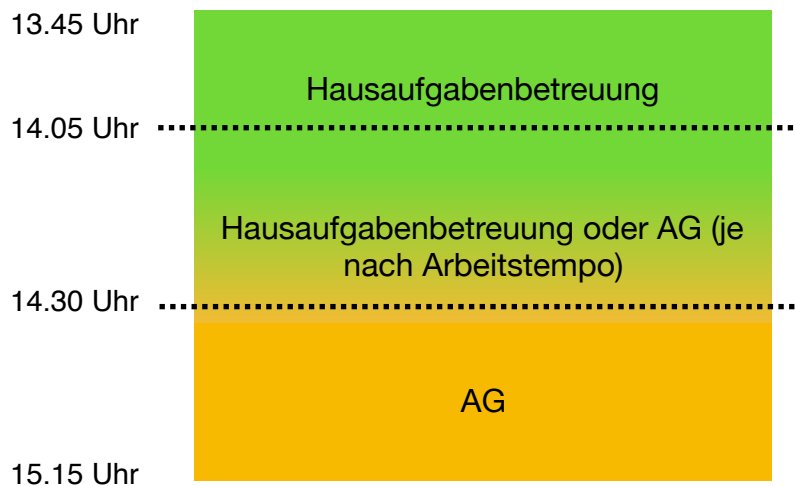 13.45 Uhr
Hausaufgabenbetreuung
14.05 Uhr
Hausaufgabenbetreuung oder AG (je
nach Arbeitstempo)
14.30 Uhr
AG
15.15 Uhr